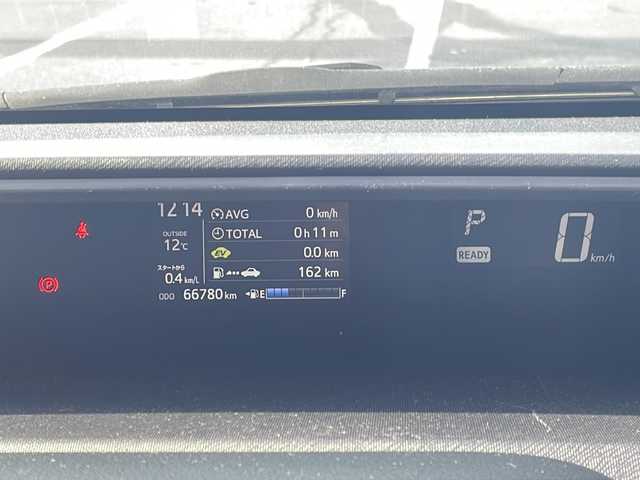 12 14
OUTSIDE
12℃
スタートから
0.4 km/L
ODO 66780 km
AVG 0 km/h
TOTAL 0 h 11 m
EV 0.0 km
162 km
E F
P
READY
0 km/h
P